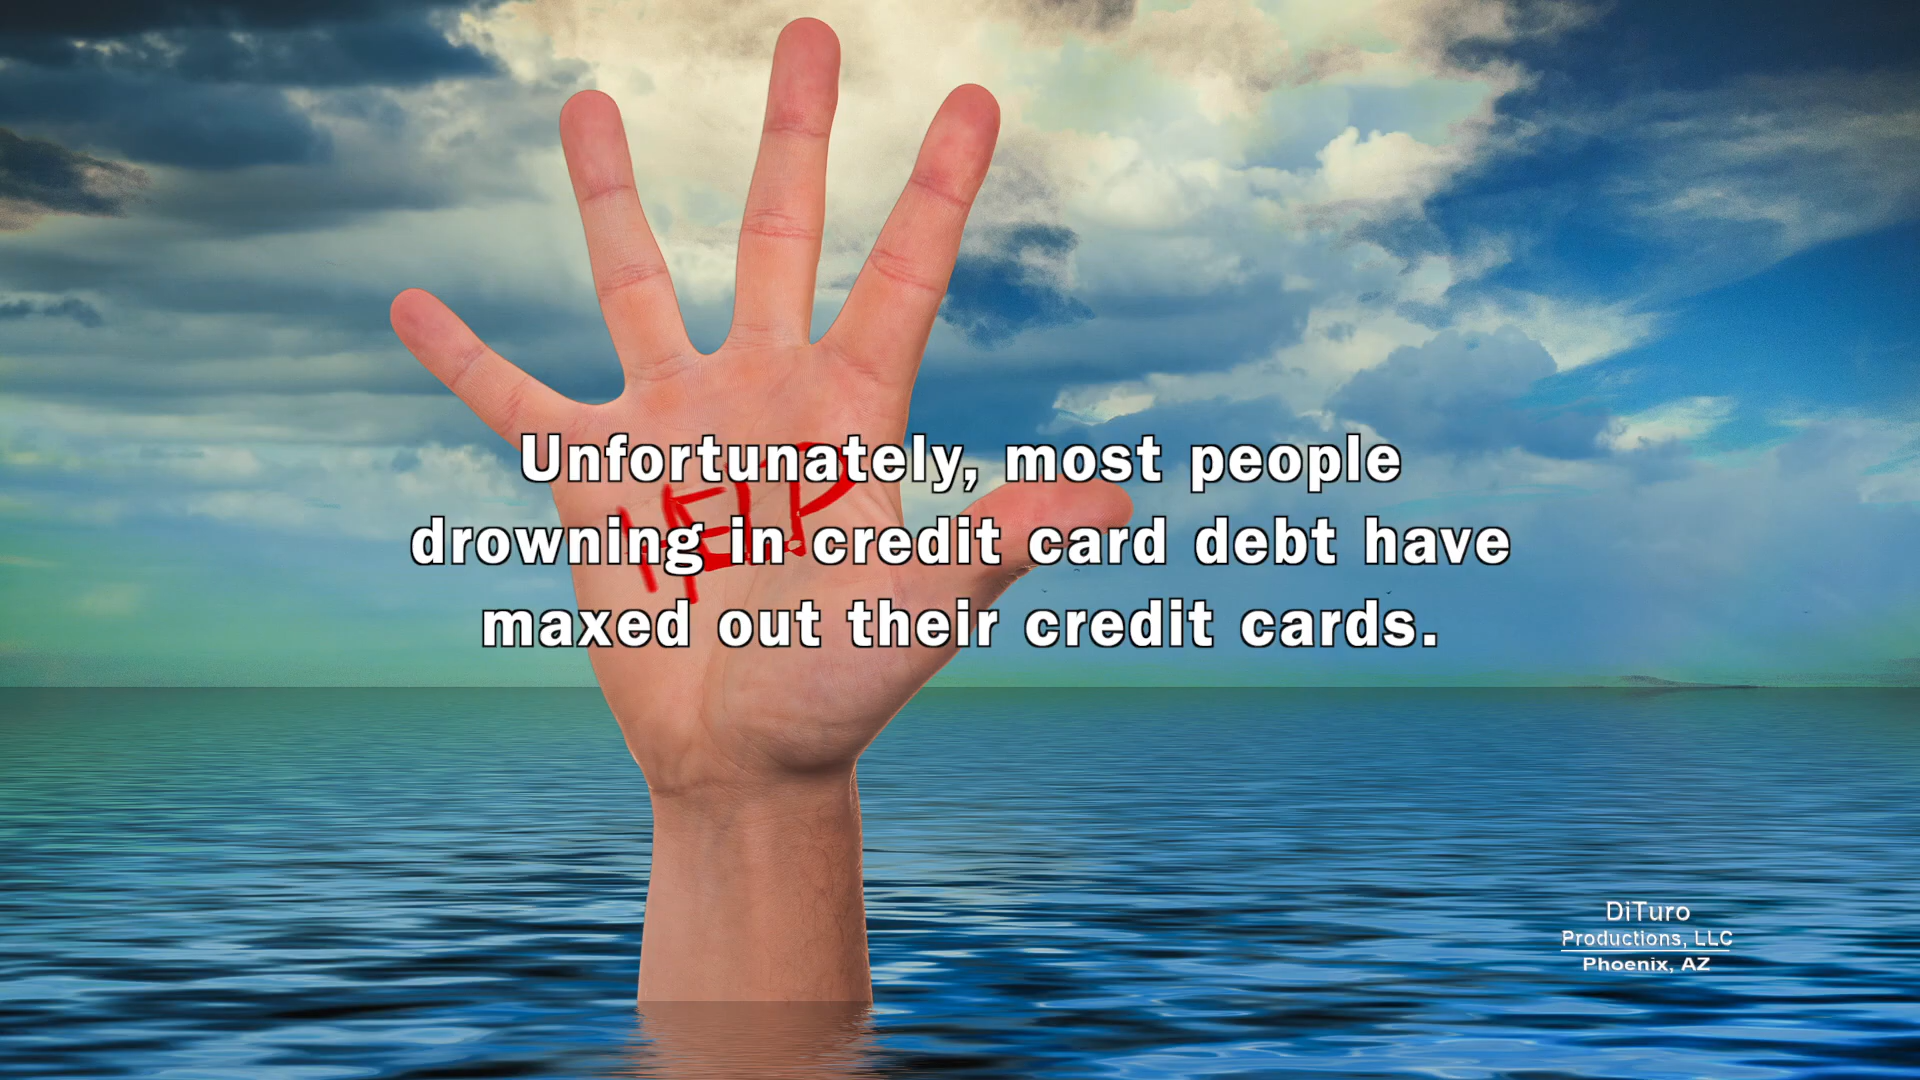 Unfortunately, most people
HELP
drowning in credit card debt have
maxed out their credit cards.
DiTuro
Productions, LLC
Phoenix, AZ